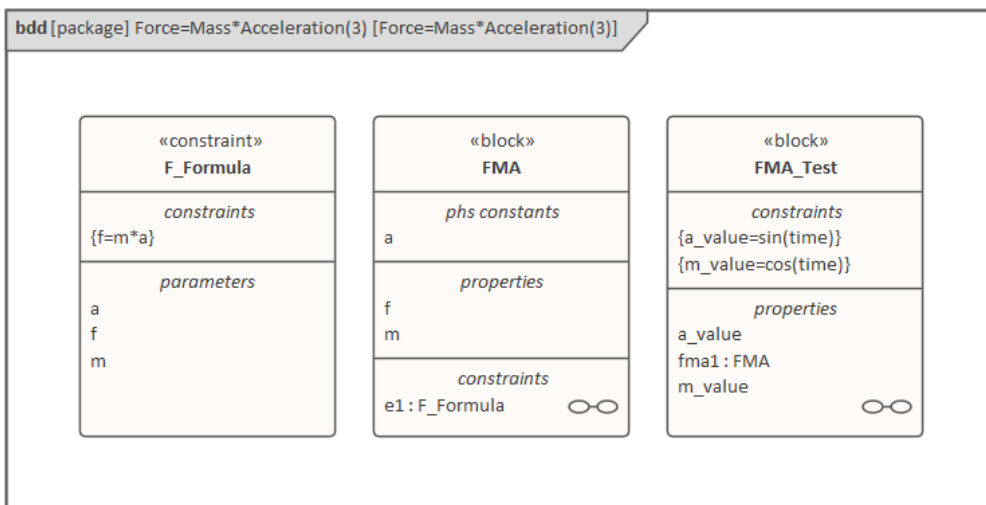 bdd [package] Force=Mass*Acceleration(3) [Force=Mass*Acceleration(3)]
«constraint»
F_Formula
constraints
{f=m*a}
parameters
a
f
m
«block»
FMA
phs constants
a
properties
f
m
constraints
e1 : F_Formula
«block»
FMA_Test
constraints
{a_value=sin(time)}
{m_value=cos(time)}
properties
a_value
fma1 : FMA
m_value